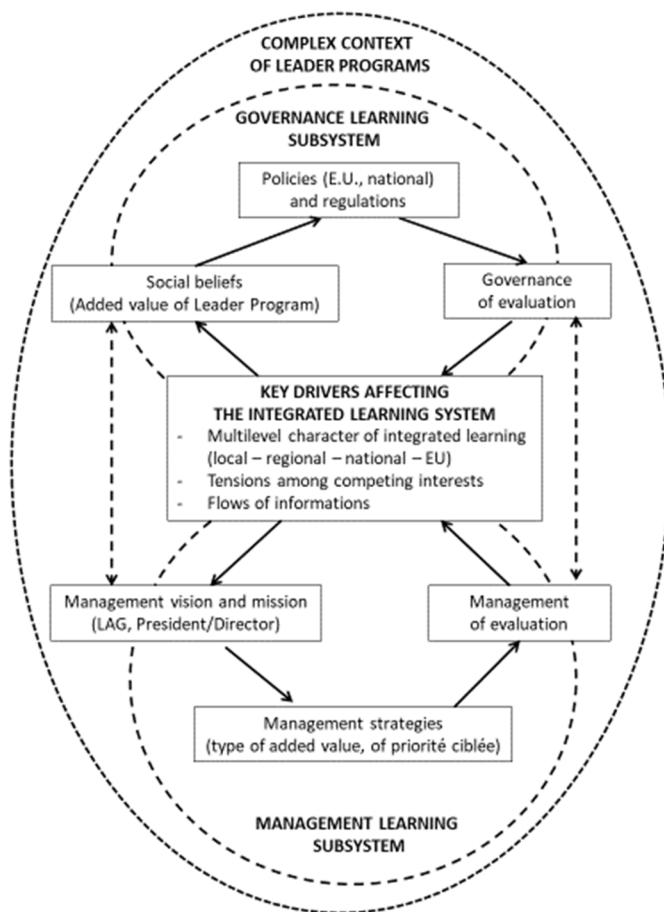 COMPLEX CONTEXT
OF LEADER PROGRAMS
GOVERNANCE LEARNING
SUBSYSTEM
Policies (E.U., national)
and regulations
Social beliefs
(Added value of Leader Program)
Governance
of evaluation
KEY DRIVERS AFFECTING
THE INTEGRATED LEARNING SYSTEM
- Multilevel character of integrated learning
(local – regional – national – EU)
- Tensions among competing interests
- Flows of informations
Management vision and mission
(LAG, President/Director)
Management
of evaluation
Management strategies
(type of added value, of priorité ciblée)
MANAGEMENT LEARNING
SUBSYSTEM